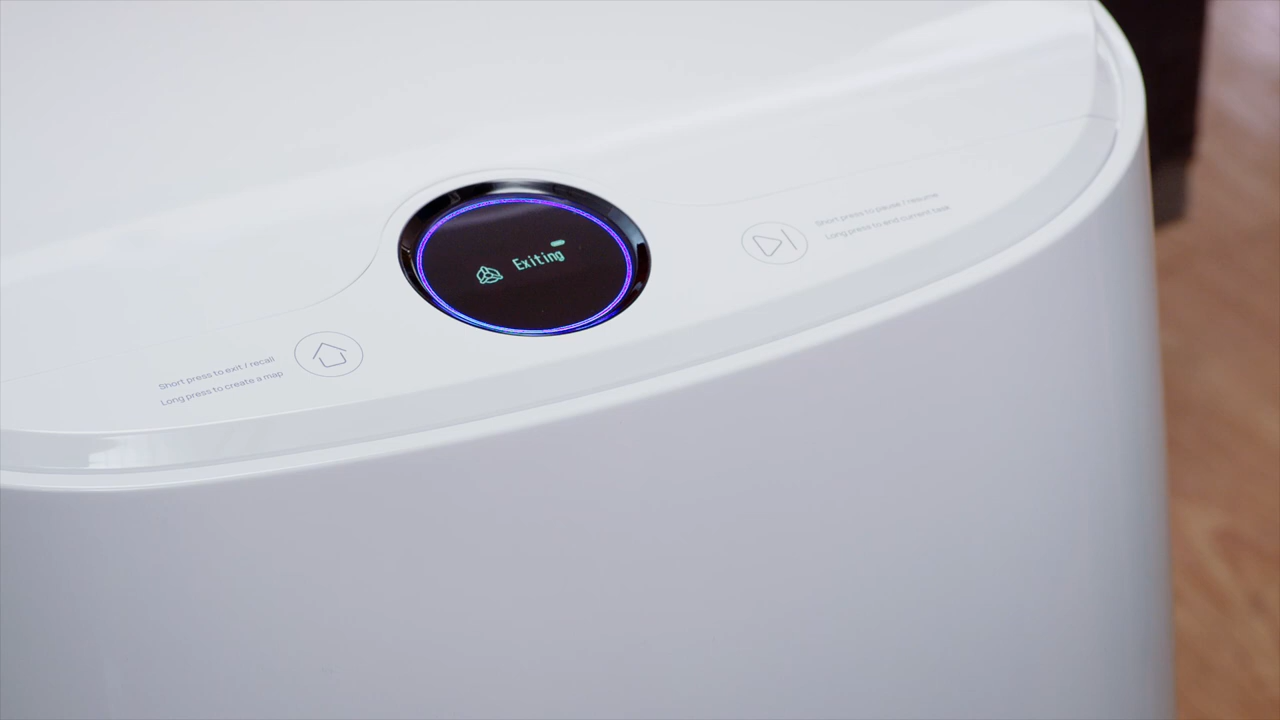 Exiting
Short press to pause / resume
Long press to end current task
Short press to exit / recall
Long press to create a map